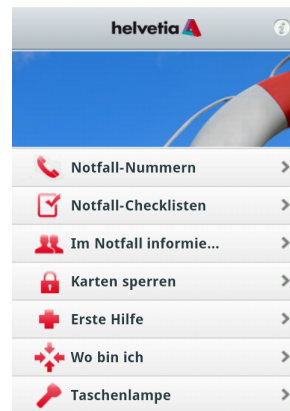 helvetia
Notfall-Nummern
Notfall-Checklisten
Im Notfall informie...
Karten sperren
Erste Hilfe
Wo bin ich
Taschenlampe